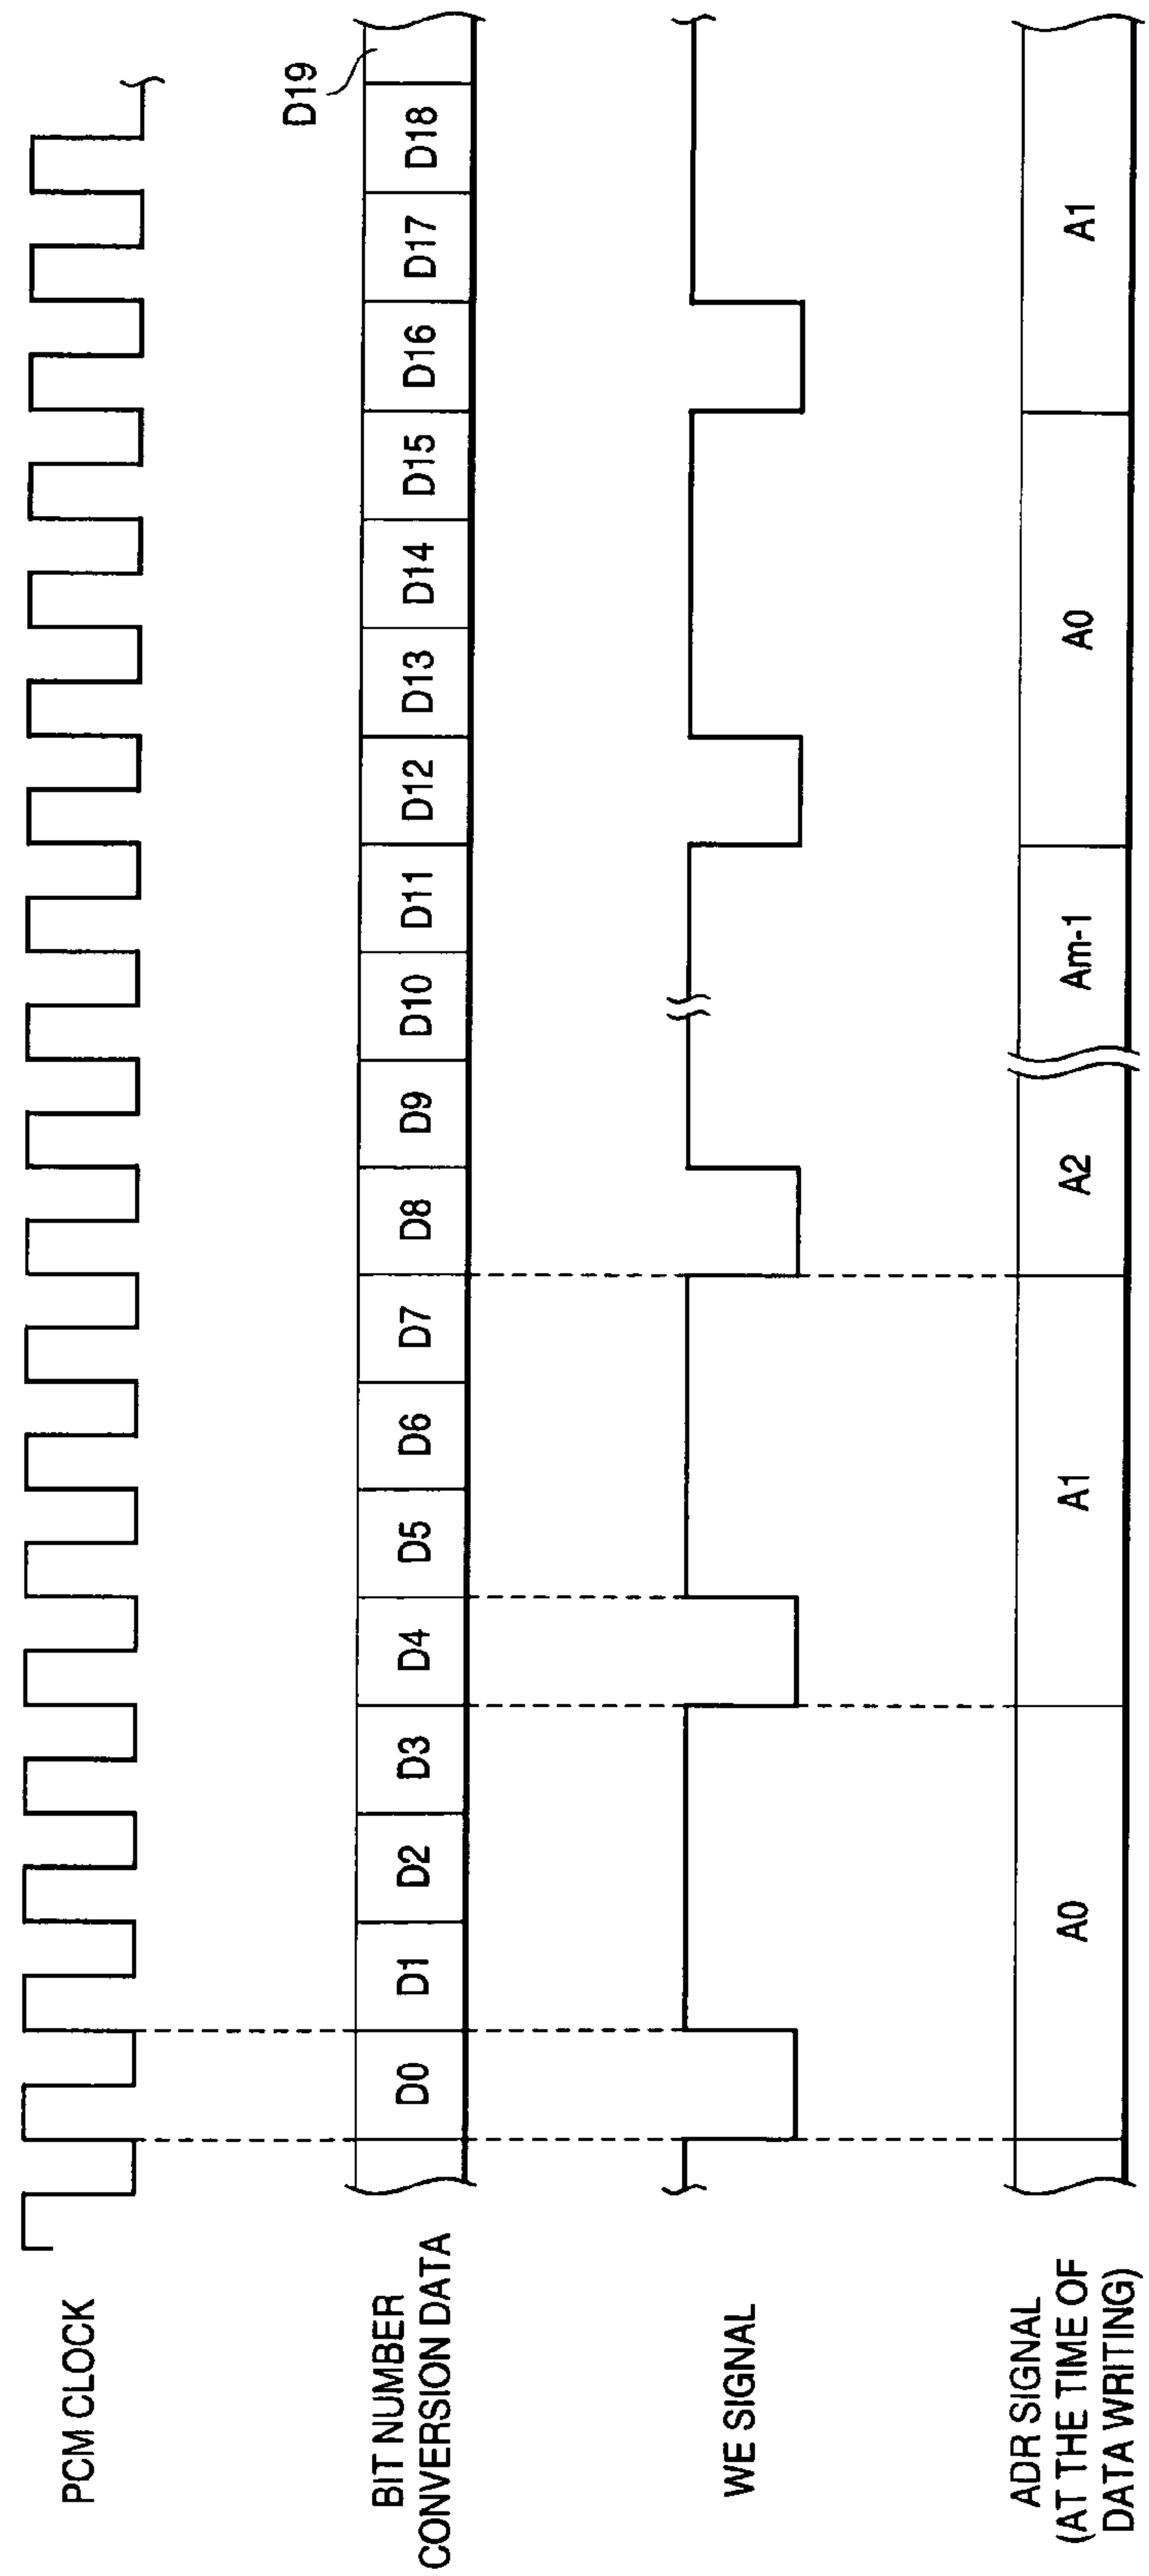 PCM CLOCK
D19
BIT NUMBER
CONVERSION DATA
D0 D1 D2 D3 D4 D5 D6 D7 D8 D9 D10 D11 D12 D13 D14 D15 D16 D17 D18
WE SIGNAL
ADR SIGNAL
(AT THE TIME OF
DATA WRITING)
A0 A1 A2 Am-1 A0 A1